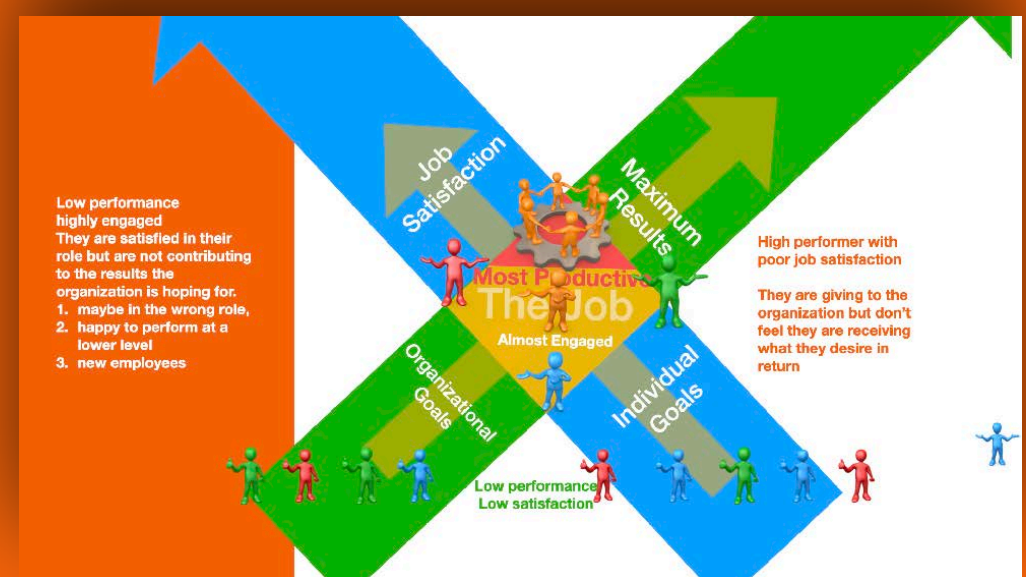 Low performance
highly engaged
They are satisfied in their
role but are not contributing
to the results the
organization is hoping for.
1. maybe in the wrong role,
2. happy to perform at a
lower level
3. new employees
Job
Satisfaction
Maximum
Results
Most Productive
The Job
Almost Engaged
Organizational
Goals
Individual
Goals
Low performance
Low satisfaction
High performer with
poor job satisfaction
They are giving to the
organization but don't
feel they are receiving
what they desire in
return